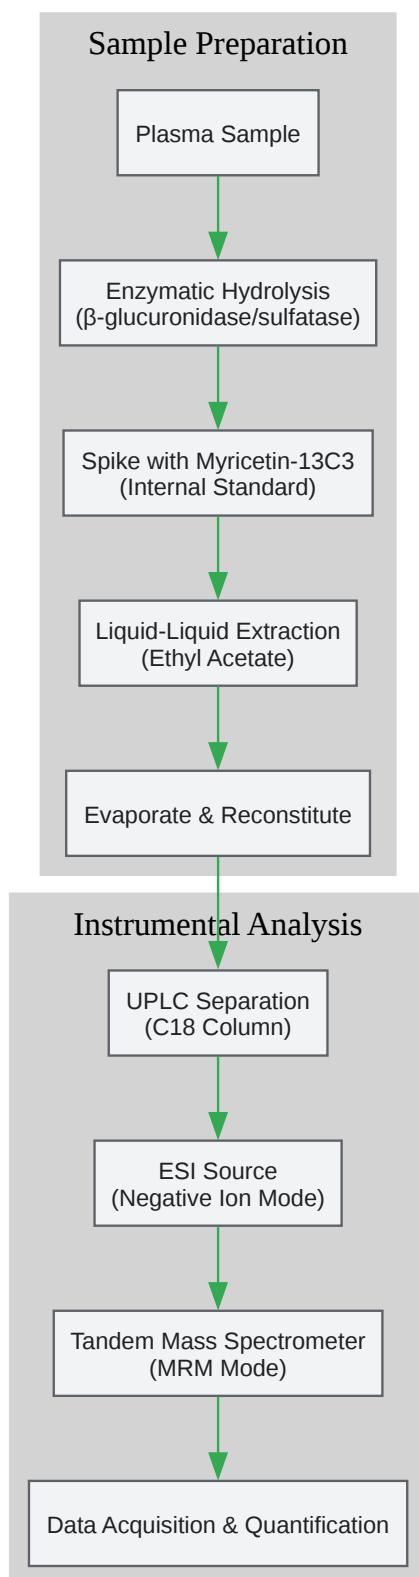 Sample Preparation
Plasma Sample
Enzymatic Hydrolysis
(β-glucuronidase/sulfatase)
Spike with Myricetin-13C3
(Internal Standard)
Liquid-Liquid Extraction
(Ethyl Acetate)
Evaporate & Reconstitute
Instrumental Analysis
UPLC Separation
(C18 Column)
ESI Source
(Negative Ion Mode)
Tandem Mass Spectrometer
(MRM Mode)
Data Acquisition & Quantification